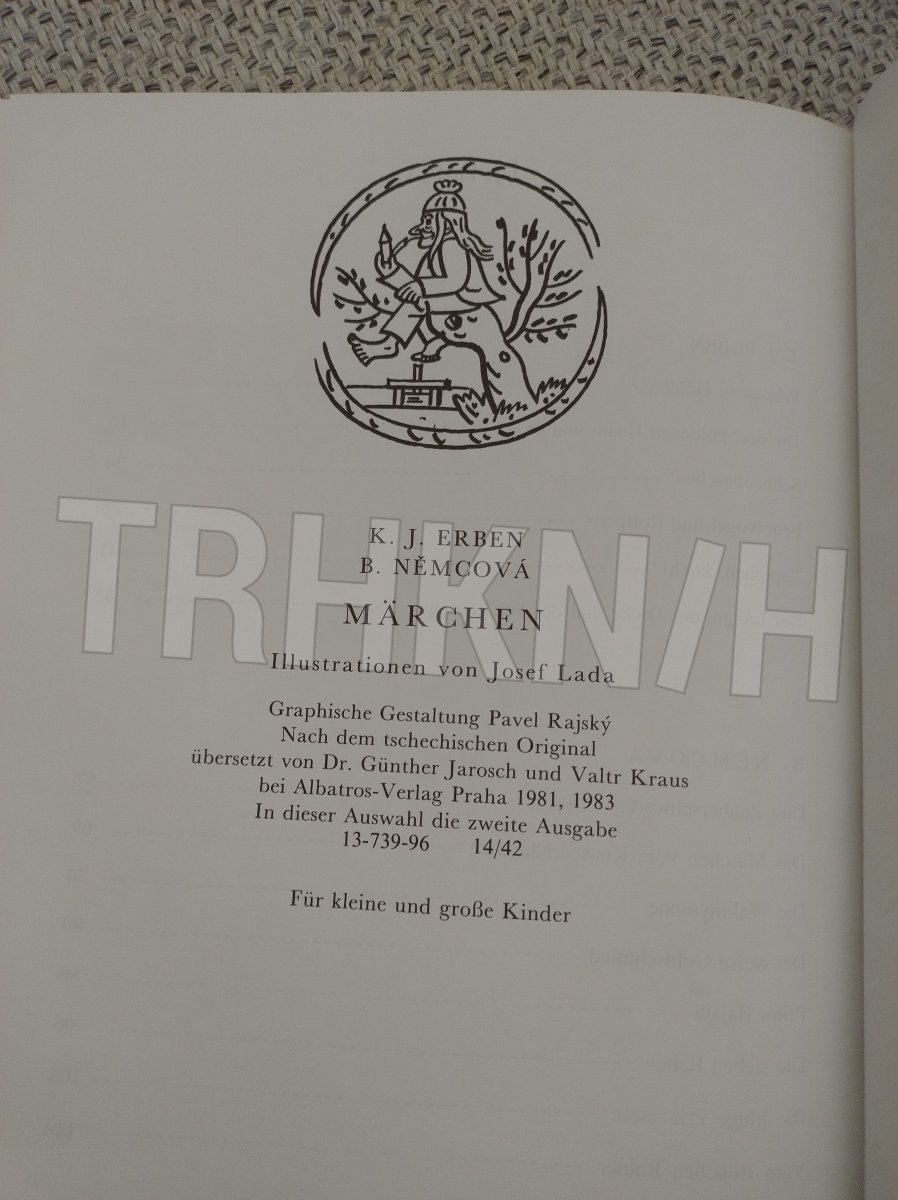 K. J. ERBEN
B. NĚMCOVÁ
MÄRCHEN
TRHKN/H
Illustrationen von Josef Lada
Graphische Gestaltung Pavel Rajský
Nach dem tschechischen Original
übersetzt von Dr. Günther Jarosch und Valtr Kraus
bei Albatros-Verlag Praha 1981, 1983
In dieser Auswahl die zweite Ausgabe
13-739-96 14/42
Für kleine und große Kinder